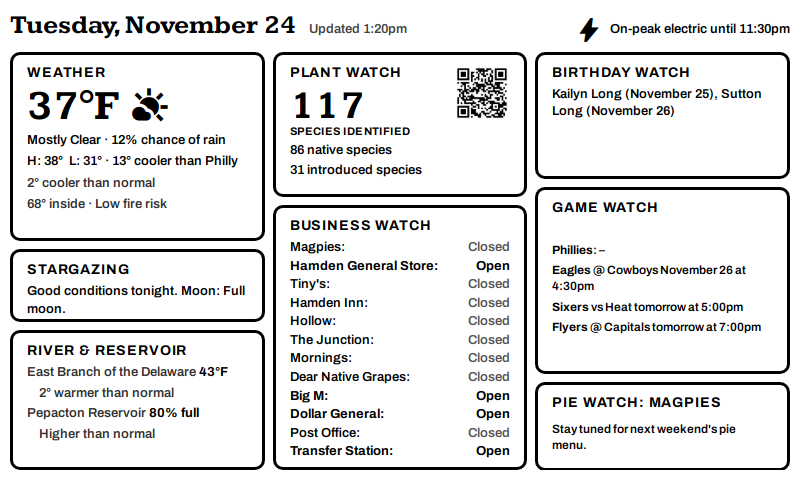 Tuesday, November 24 Updated 1:20pm
On-peak electric until 11:30pm
WEATHER
37°F
Mostly Clear · 12% chance of rain
H: 38° L: 31° · 13° cooler than Philly
2° cooler than normal
68° inside · Low fire risk
STARGAZING
Good conditions tonight. Moon: Full
moon.
RIVER & RESERVOIR
East Branch of the Delaware 43°F
2° warmer than normal
Pepacton Reservoir 80% full
Higher than normal
PLANT WATCH
117
SPECIES IDENTIFIED
86 native species
31 introduced species
BUSINESS WATCH
Magpies: Closed
Hamden General Store: Open
Tiny's: Closed
Hamden Inn: Closed
Hollow: Closed
The Junction: Closed
Mornings: Closed
Dear Native Grapes: Closed
Big M: Open
Dollar General: Open
Post Office: Closed
Transfer Station: Open
BIRTHDAY WATCH
Kailyn Long (November 25), Sutton
Long (November 26)
GAME WATCH
Phillies: –
Eagles @ Cowboys November 26 at
4:30pm
Sixers vs Heat tomorrow at 5:00pm
Flyers @ Capitals tomorrow at 7:00pm
PIE WATCH: MAGPIES
Stay tuned for next weekend's pie
menu.